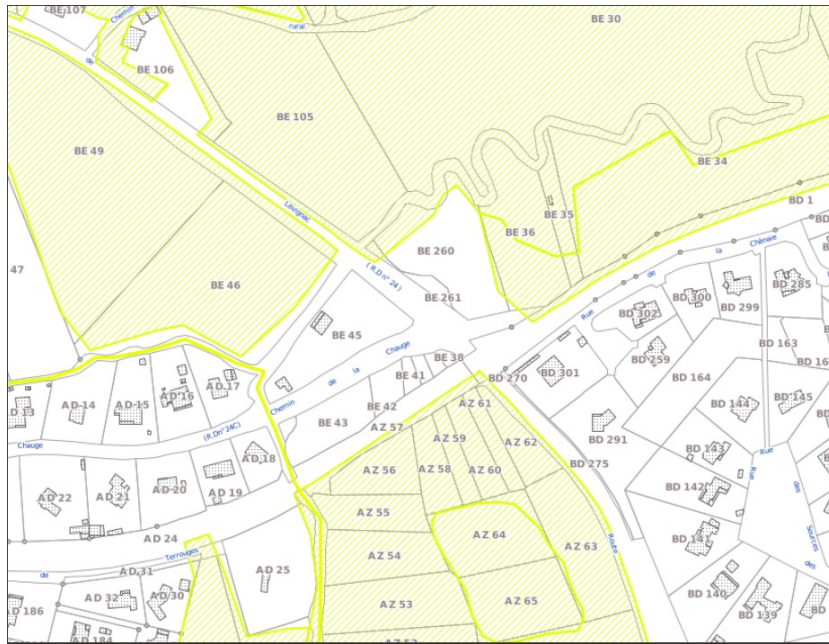 BE 107
Chemin
rural
BE 30
de
BE 106
BE 105
BE 49
BE 34
BE 35
BE 36
BD 1
Lévignac
BE 260
la
Chênaie
47
(R.D n° 24)
de
BE 46
BE 261
BD 300
BD 299
BD 285
Rue
BD 302
BE 45
BD 163
Chauge
BE 38
BD 259
la
BE 41
BD 270
BD 301
BD 164
de
AD 17
AD 16
AD 13
AD 14
AD 15
Chemin
BE 42
AZ 61
BD 144
BD 145
BE 43
AZ 57
(R.Dn°24C)
AZ 59
AZ 62
BD 291
Chauge
BD 143
Rue
AD 18
AZ 56
AZ 58
AZ 60
BD 275
Rue
AD 22
AD 21
AD 20
AD 19
BD 142
des
AZ 55
AZ 64
Route
Sources
AD 24
AZ 63
BD 141
Terrouges
AZ 54
des
de
AD 31
AD 25
BD 140
AD 32
AD 30
AZ 53
AZ 65
AD 186
BD 139
AD 184